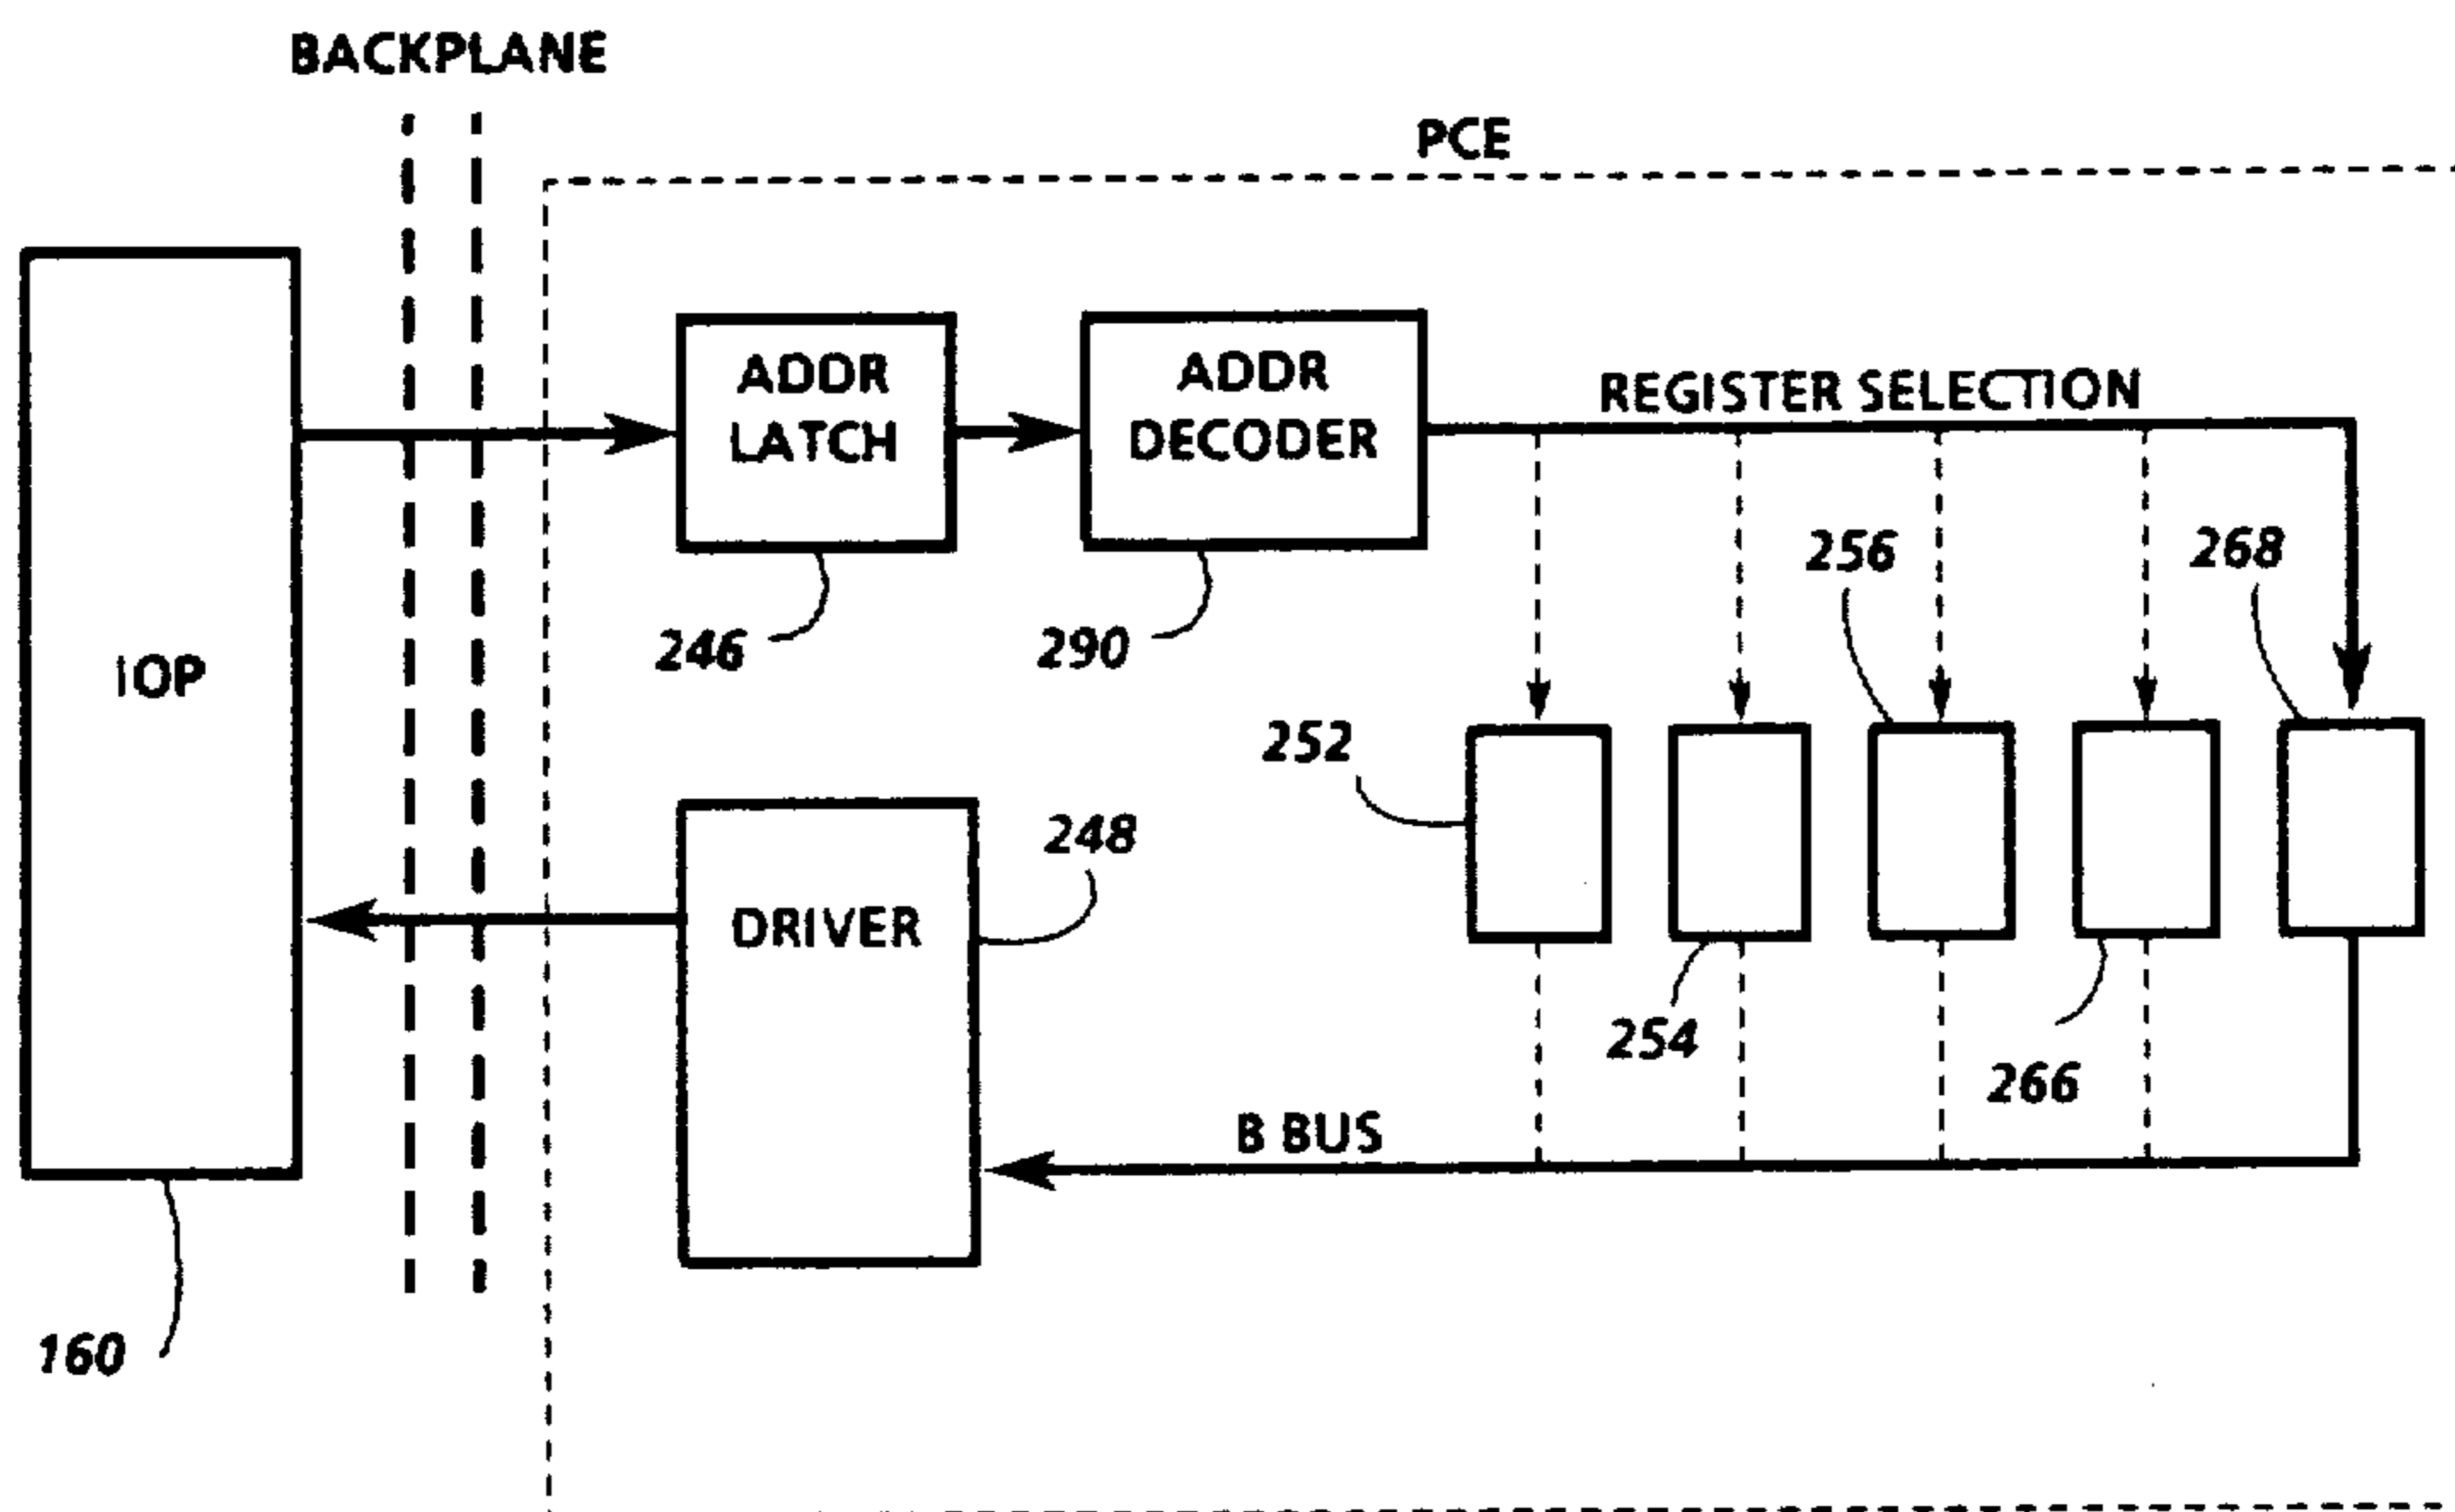 BACKPLANE
PCE
ADDR
LATCH
ADDR
DECODER
REGISTER SELECTION
256
268
246
290
IOP
252
248
DRIVER
254
266
B BUS
160